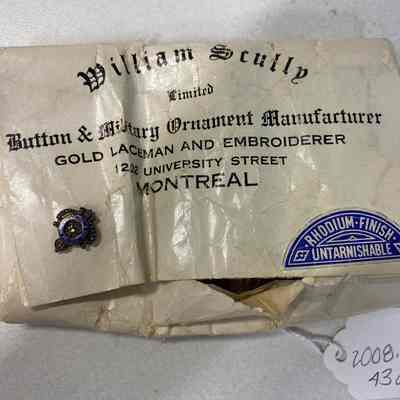 William Scully
Limited
Button & Military Ornament Manufacturer
GOLD LACEMAN AND EMBROIDERER
1202 UNIVERSITY STREET
MONTREAL
RHODIUM-FINISH
UNTARNISHABLE
2008.